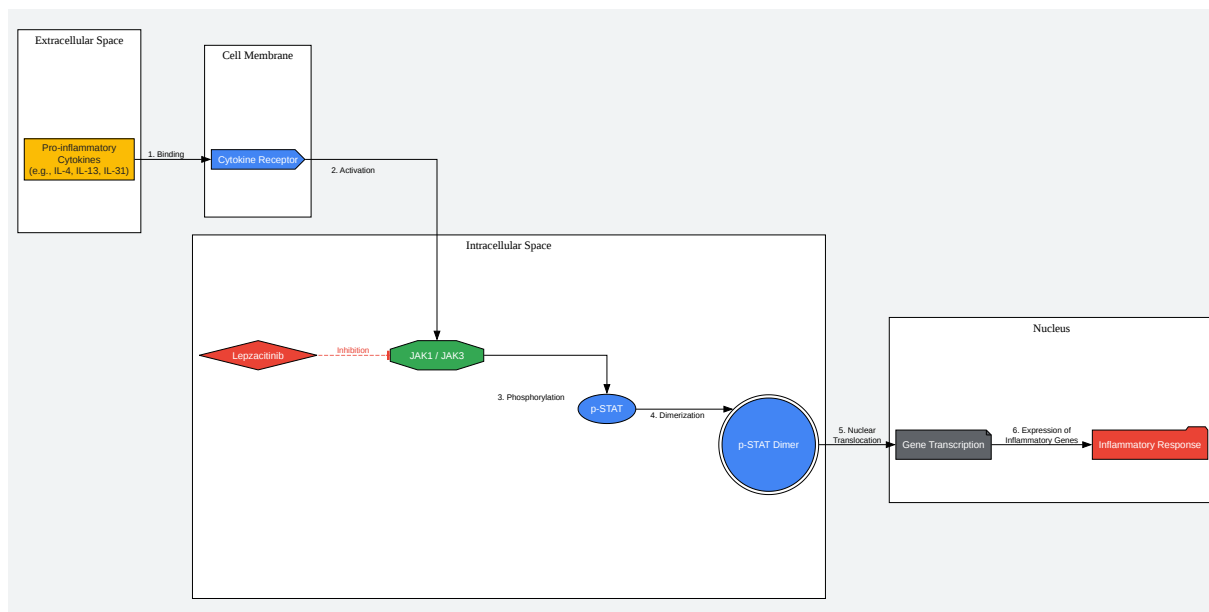 Extracellular Space
Pro-inflammatory
Cytokines
(e.g., IL-4, IL-13, IL-31)
1. Binding
Cell Membrane
Cytokine Receptor
2. Activation
Intracellular Space
Lepzacitinib
Inhibition
JAK1 / JAK3
3. Phosphorylation
p-STAT
4. Dimerization
p-STAT Dimer
5. Nuclear
Translocation
Nucleus
Gene Transcription
6. Expression of
Inflammatory Genes
Inflammatory Response